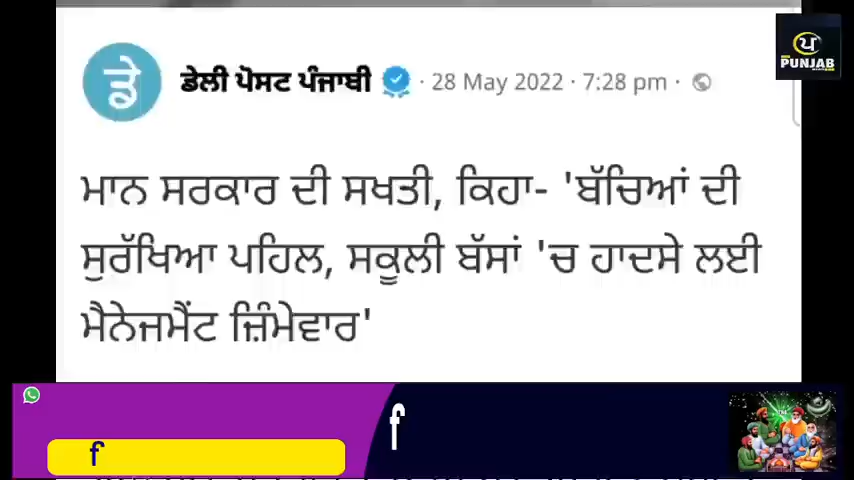 ਪ
PUNJAB
ਡੇ
ਡੇਲੀ ਪੋਸਟ ਪੰਜਾਬੀ · 28 May 2022 · 7:28 pm ·
ਮਾਨ ਸਰਕਾਰ ਦੀ ਸਖਤੀ, ਕਿਹਾ- 'ਬੱਚਿਆਂ ਦੀ
ਸੁਰੱਖਿਆ ਪਹਿਲ, ਸਕੂਲੀ ਬੱਸਾਂ 'ਚ ਹਾਦਸੇ ਲਈ
ਮੈਨੇਜਮੈਂਟ ਜ਼ਿੰਮੇਵਾਰ'
f
f